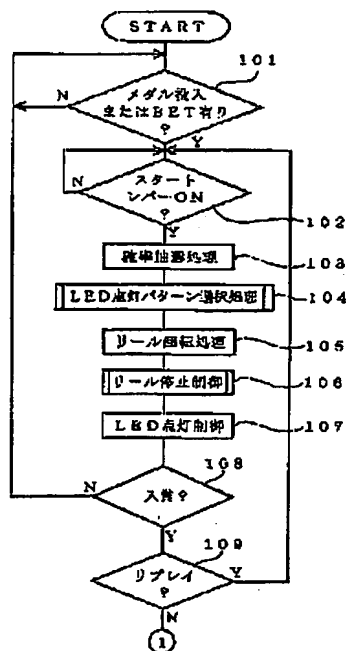 START
101
メダル投入
またはBET有り
?
N
Y
スタート
レバーON
?
N
102
Y
確率抽選処理
103
LED点灯パターン選択処理
104
リール回転処理
105
リール停止制御
106
LED点灯制御
107
108
N
入賞?
Y
109
リプレイ
?
Y
N
1